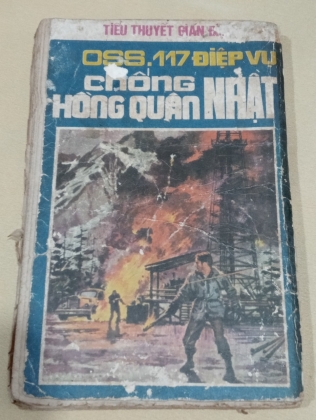 TIỂU THUYẾT GIÁN
OSS.117 ĐIỆP VỤ
CHỐNG
HỒNG QUÂN NHẬT